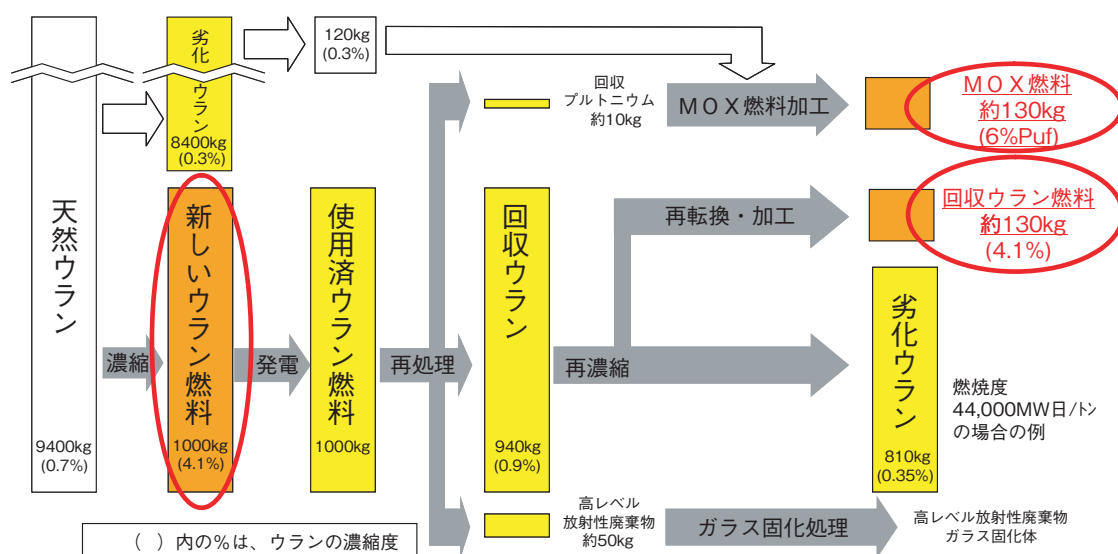 劣化ウラン
8400kg
(0.3%)
120kg
(0.3%)
回収
プルトニウム
約10kg
MOX燃料加工
MOX燃料
約130kg
(6%Puf)
天然ウラン
9400kg
(0.7%)
濃縮
新しいウラン燃料
1000kg
(4.1%)
発電
使用済ウラン燃料
1000kg
再処理
回収ウラン
940kg
(0.9%)
再濃縮
再転換・加工
回収ウラン燃料
約130kg
(4.1%)
劣化ウラン
810kg
(0.35%)
燃焼度
44,000MW日/トン
の場合の例
高レベル
放射性廃棄物
約50kg
ガラス固化処理
高レベル放射性廃棄物
ガラス固化体
( )内の%は、ウランの濃縮度